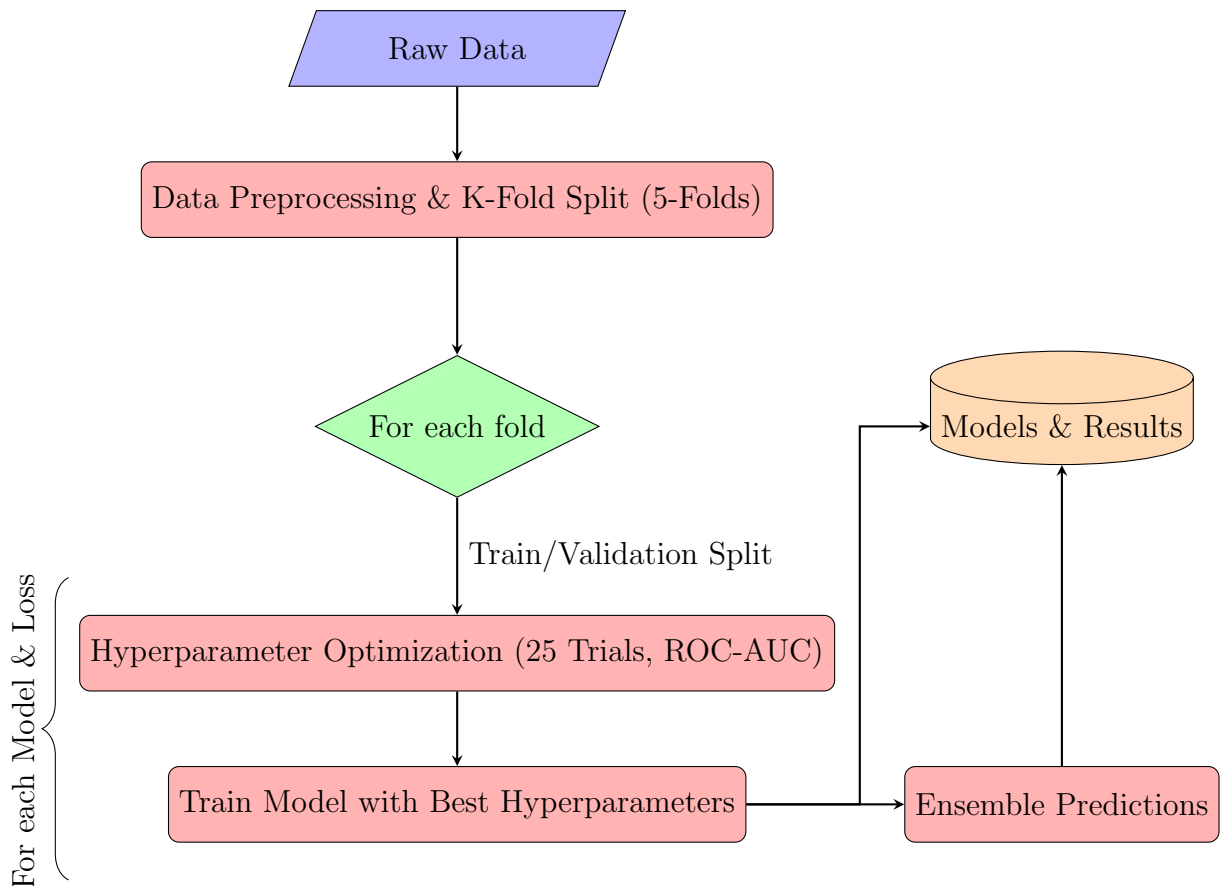 Raw Data
Data Preprocessing & K-Fold Split (5-Folds)
For each fold
Models & Results
Train/Validation Split
For each Model & Loss
Hyperparameter Optimization (25 Trials, ROC-AUC)
Train Model with Best Hyperparameters
Ensemble Predictions